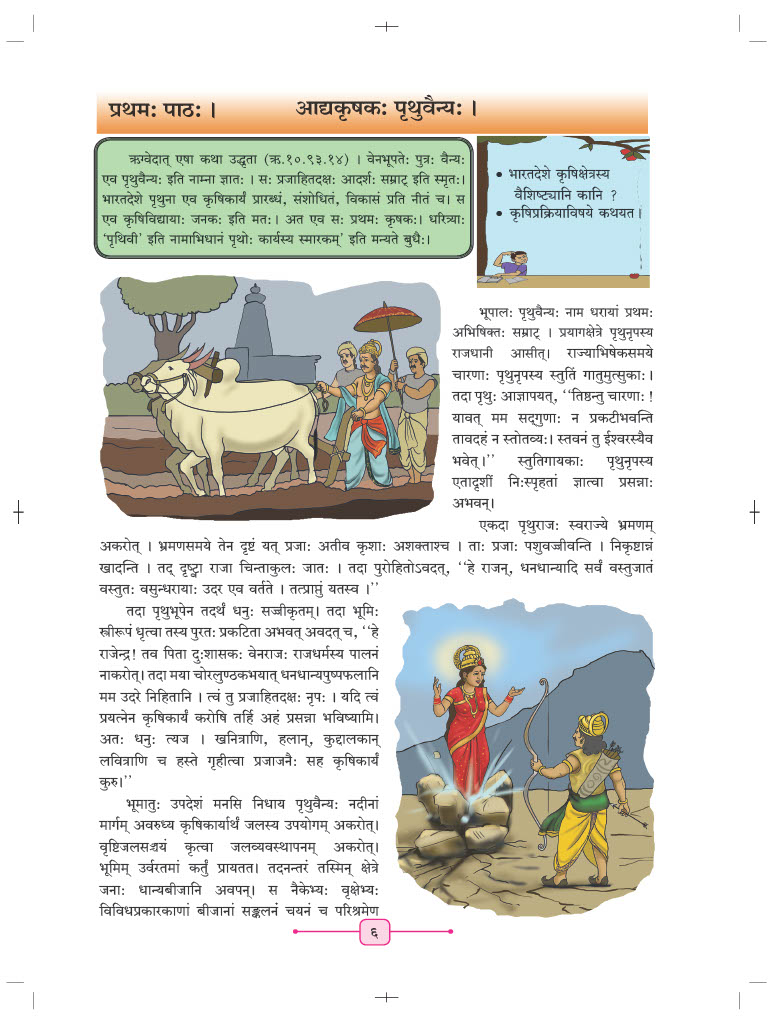 प्रथमः पाठः ।
आद्यकृषकः पृथुवैन्यः ।
ऋग्वेदात् एषा कथा उद्धृता (ऋ.१०.९३.१४) । वेनभूपतेः पुत्रः वैन्यः
एव पृथुवैन्यः इति नाम्ना ज्ञातः । सः प्रजाहितदक्षः आदर्शः सम्राट् इति स्मृतः।
भारतदेशे पृथुना एव कृषिकार्यं प्रारब्धं, संशोधितं, विकासं प्रति नीतं च। स
एव कृषिविद्यायाः जनकः इति मतः। अत एव सः प्रथमः कृषकः। धरित्र्याः
‘पृथिवी’ इति नामाभिधानं पृथोः कार्यस्य स्मारकम्’ इति मन्यते बुधैः।
• भारतदेशे कृषिक्षेत्रस्य
वैशिष्ट्यानि कानि ?
• कृषिप्रक्रियाविषये कथयत।
भूपालः पृथुवैन्यः नाम धरायां प्रथमः
अभिषिक्तः सम्राट् । प्रयागक्षेत्रे पृथुनृपस्य
राजधानी आसीत्। राज्याभिषेकसमये
चारणाः पृथुनृपस्य स्तुतिं गातुमुत्सुकाः।
तदा पृथुः आज्ञापयत्, ‘‘तिष्ठन्तु चारणाः !
यावत् मम सद्‌गुणाः न प्रकटीभवन्ति
तावदहं न स्तोतव्यः। स्तवनं तु ईश्वरस्यैव
भवेत्।’’ स्तुतिगायकाः पृथुनृपस्य
एतादृशीं निःस्पृहतां ज्ञात्वा प्रसन्नाः
अभवन्।
एकदा पृथुराजः स्वराज्ये भ्रमणम्
अकरोत् । भ्रमणसमये तेन दृष्टं यत् प्रजाः अतीव कृशाः अशक्ताश्च । ताः प्रजाः पशुवज्जीवन्ति । निकृष्टान्नं
खादन्ति । तद् दृष्ट्वा राजा चिन्ताकुलः जातः । तदा पुरोहितोऽवदत्, ‘‘हे राजन्, धनधान्यादि सर्वं वस्तुजातं
वस्तुतः वसुन्धरायाः उदर एव वर्तते । तत्प्राप्तुं यतस्व ।’’
तदा पृथुभूपेन तदर्थं धनुः सज्जीकृतम्। तदा भूमिः
स्त्रीरूपं धृत्वा तस्य पुरतः प्रकटिता अभवत् अवदत् च, ‘‘हे
राजेन्द्र! तव पिता दुःशासकः वेनराजः राजधर्मस्य पालनं
नाकरोत्। तदा मया चोरलुण्ठकभयात् धनधान्यपुष्पफलानि
मम उदरे निहितानि । त्वं तु प्रजाहितदक्षः नृपः । यदि त्वं
प्रयत्नेन कृषिकार्यं करोषि तर्हि अहं प्रसन्ना भविष्यामि।
अतः धनुः त्यज । खनित्राणि, हलान्, कुद्दालकान्
लवित्राणि च हस्ते गृहीत्वा प्रजाजनैः सह कृषिकार्यं
कुरु।’’
भूमातुः उपदेशं मनसि निधाय पृथुवैन्यः नदीनां
मार्गम् अवरुध्य कृषिकार्यार्थं जलस्य उपयोगम् अकरोत्।
वृष्टिजलसञ्चयं कृत्वा जलव्यवस्थापनम् अकरोत्।
भूमिम् उर्वरतमां कर्तुं प्रायतत। तदनन्तरं तस्मिन् क्षेत्रे
जनाः धान्यबीजानि अवपन्। स नैकेभ्यः वृक्षेभ्यः
विविधप्रकारकाणां बीजानां सङ्कलनं चयनं च परिश्रमेण
६